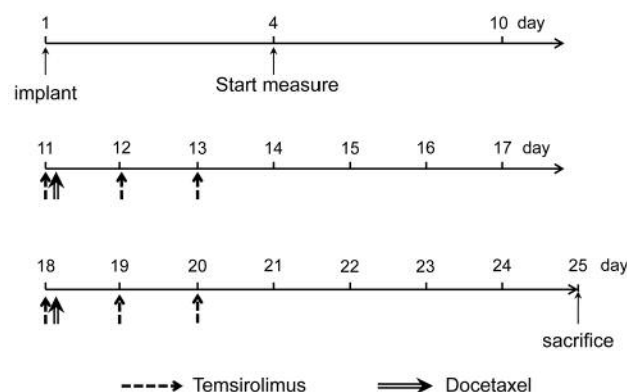 1 4 10 day
implant Start measure
11 12 13 14 15 16 17 day
18 19 20 21 22 23 24 25 day
sacrifice
Temsirolimus Docetaxel